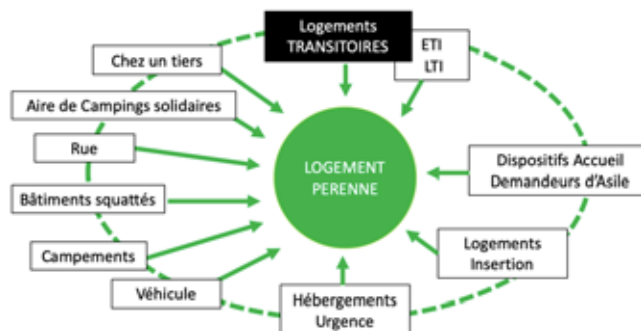 Logements
TRANSITOIRES
ETI
LTI
Chez un tiers
Aire de Campings solidaires
Rue
Bâtiments squattés
Campements
Véhicule
LOGEMENT
PERENNE
Dispositifs Accueil
Demandeurs d'Asile
Logements
Insertion
Hébergements
Urgence